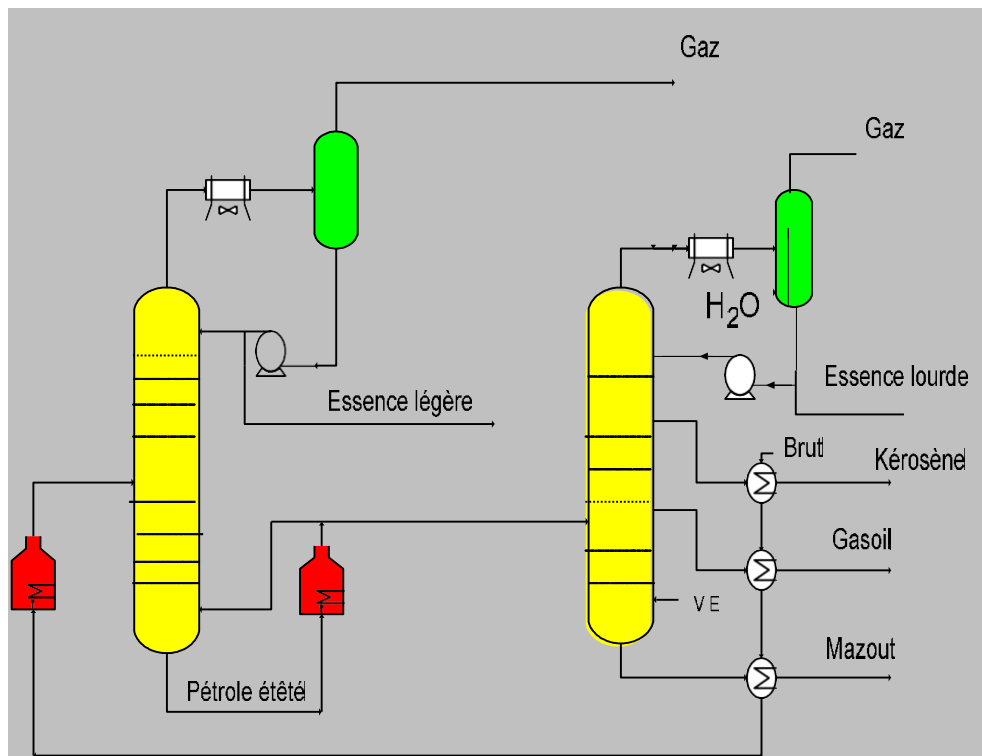 Gaz
Gaz
H₂O
Essence légère
Essence lourde
Brut
Kérosène
Gasoil
VE
Mazout
Pétrole étêté